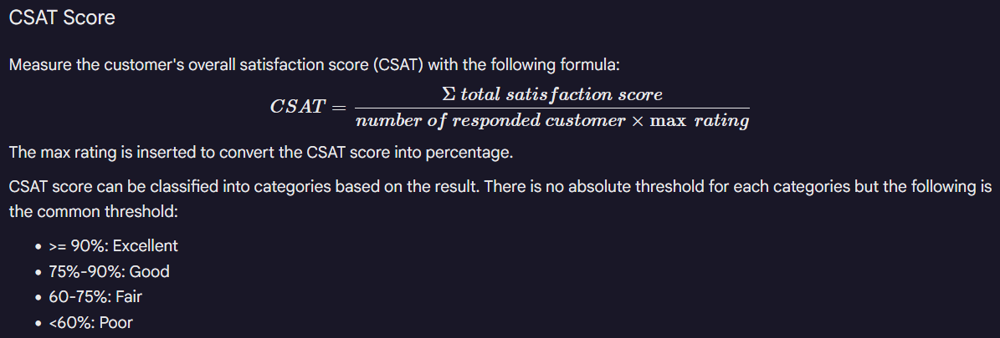 CSAT Score
Measure the customer's overall satisfaction score (CSAT) with the following formula:
Σ total satisfaction score
CSAT =
number of responded customer × max rating
The max rating is inserted to convert the CSAT score into percentage.
CSAT score can be classified into categories based on the result. There is no absolute threshold for each categories but the following is
the common threshold:
• >= 90%: Excellent
• 75%-90%: Good
• 60-75%: Fair
• <60%: Poor